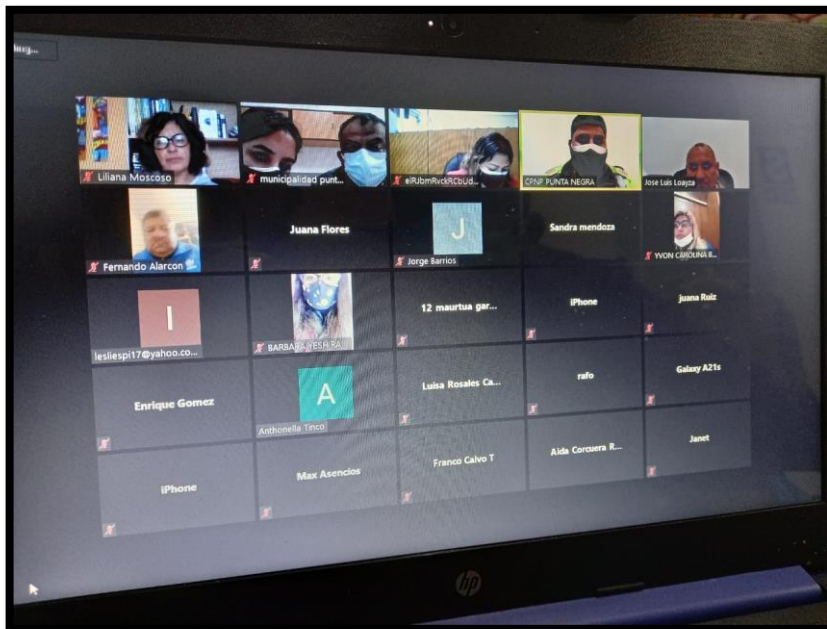 Liliana Moscoso
municipalidad punt...
eiRJbmRvckRCbUd...
CPNP PUNTA NEGRA
Jose Luis Loayza
Fernando Alarcon
Juana Flores
J
Jorge Barrios
Sandra mendoza
YVON CAROLINA B...
I
lesliespi17@yahoo.co...
BARBARA YESH
12 maurtua gar...
iPhone
juana Ruiz
Enrique Gomez
A
Anthonella Tinco
Luisa Rosales Ca...
rafo
Galaxy A21s
iPhone
Max Asencios
Franco Calvo T
Aida Corcuera R...
Janet
hp